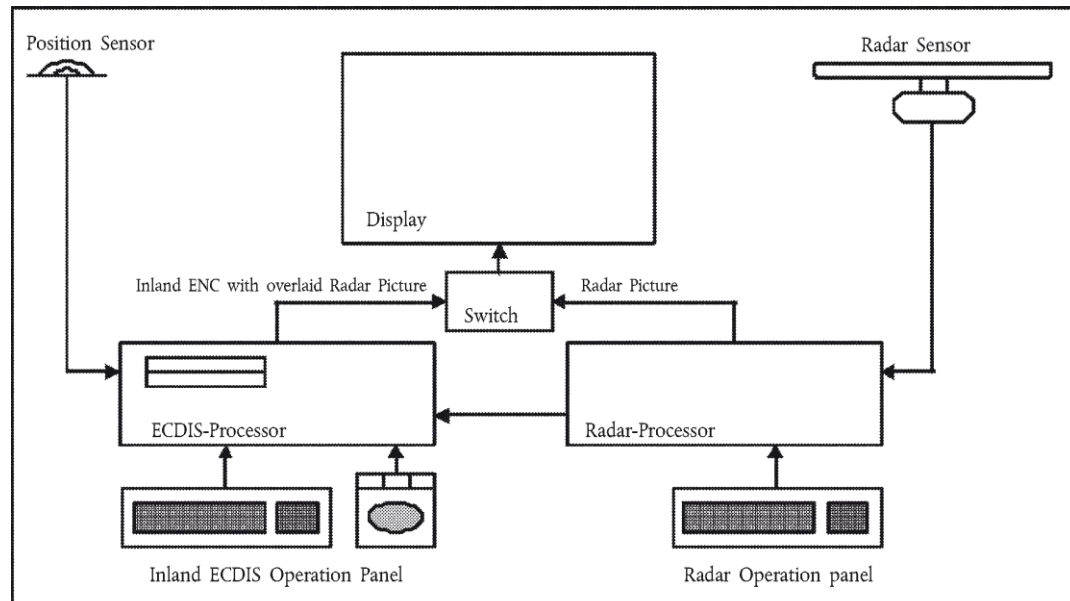 Position Sensor
Radar Sensor
Display
Inland ENC with overlaid Radar Picture
Radar Picture
Switch
ECDIS-Processor
Radar-Processor
Inland ECDIS Operation Panel
Radar Operation panel